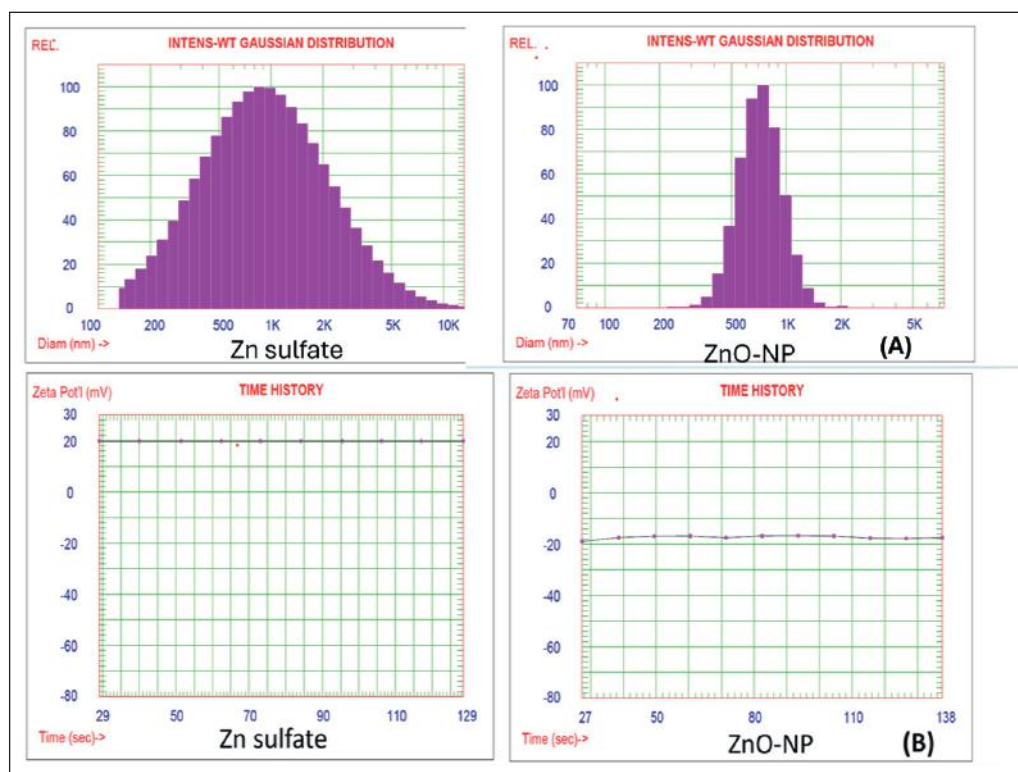 REL. INTENS-WT GAUSSIAN DISTRIBUTION
100
80
60
40
20
0
100 200 500 1K 2K 5K 10K
Diam (nm) -> Zn sulfate
REL. INTENS-WT GAUSSIAN DISTRIBUTION
100
80
60
40
20
0
70 100 200 500 1K 2K 5K
Diam (nm) -> ZnO-NP (A)
Zeta Pot'l (mV) TIME HISTORY
30
20
0
-20
-40
-60
-80
29 50 70 90 110 129
Time (sec)-> Zn sulfate
Zeta Pot'l (mV) TIME HISTORY
30
20
0
-20
-40
-60
-80
27 50 80 110 138
Time (sec)-> ZnO-NP (B)